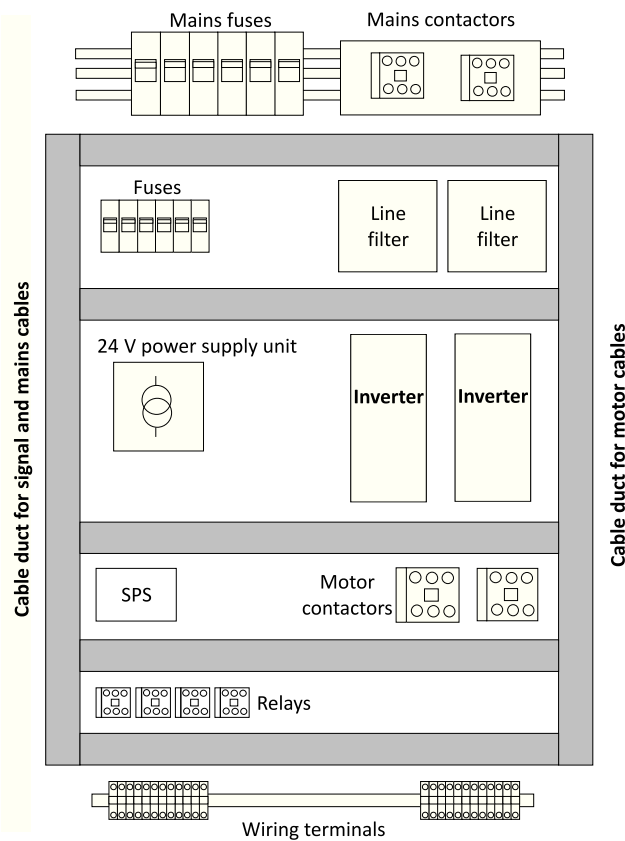 Mains fuses
Mains contactors
Fuses
Line
filter
Line
filter
24 V power supply unit
Inverter
Inverter
SPS
Motor
contactors
Relays
Wiring terminals
Cable duct for signal and mains cables
Cable duct for motor cables